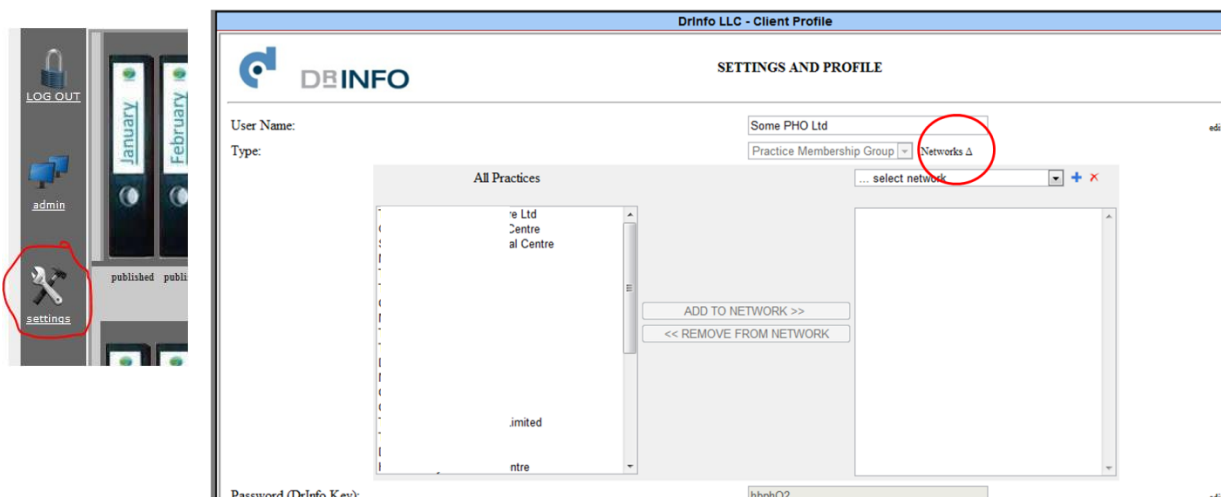 LOG OUT
January
February
admin
published publi
settings
DrInfo LLC - Client Profile
DRINFO
SETTINGS AND PROFILE
User Name:
Some PHO Ltd
edi
Type:
Practice Membership Group
Networks Δ
All Practices
... select network
re Ltd
Centre
al Centre
ADD TO NETWORK >>
<< REMOVE FROM NETWORK
Limited
ntre
Password (DrInfo Key):